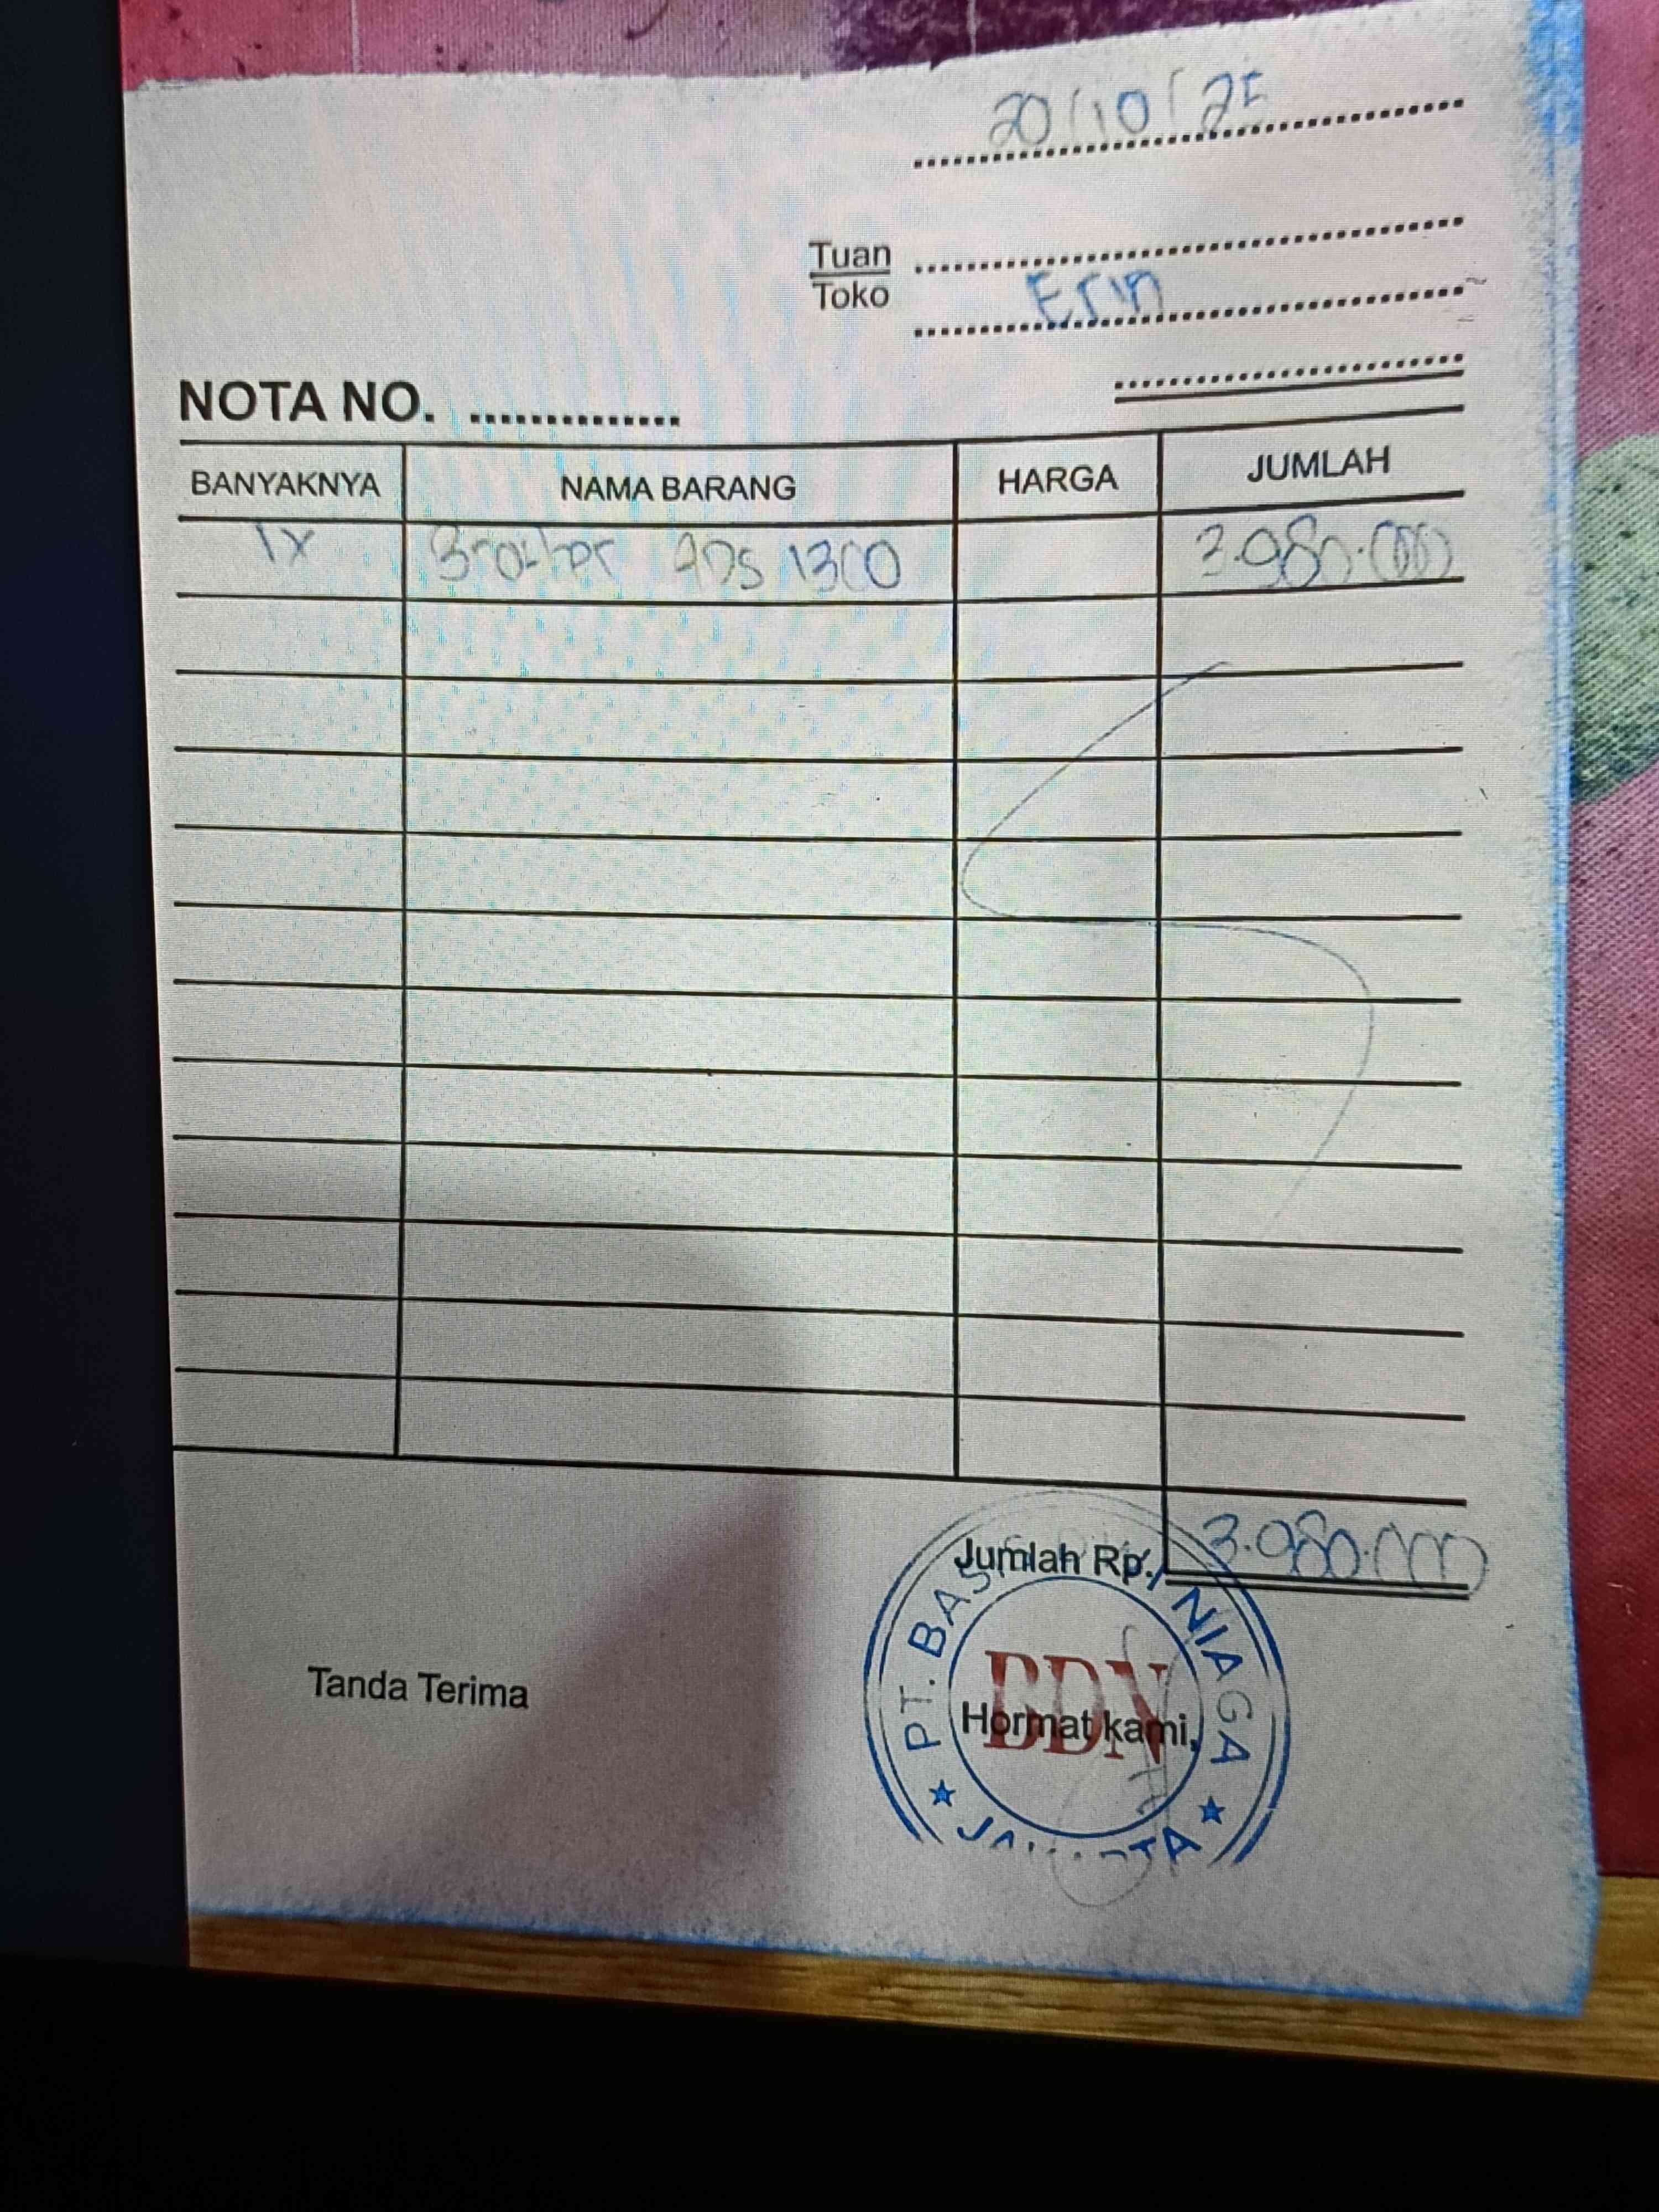 20/10/25
Tuan
Toko
Erin
NOTA NO. ..............
BANYAKNYA NAMA BARANG HARGA JUMLAH
1x Brother ADS 1300 3.980.000
Jumlah Rp. 3.980.000
Tanda Terima
Hormat kami,
PT. NIAGA
BDN